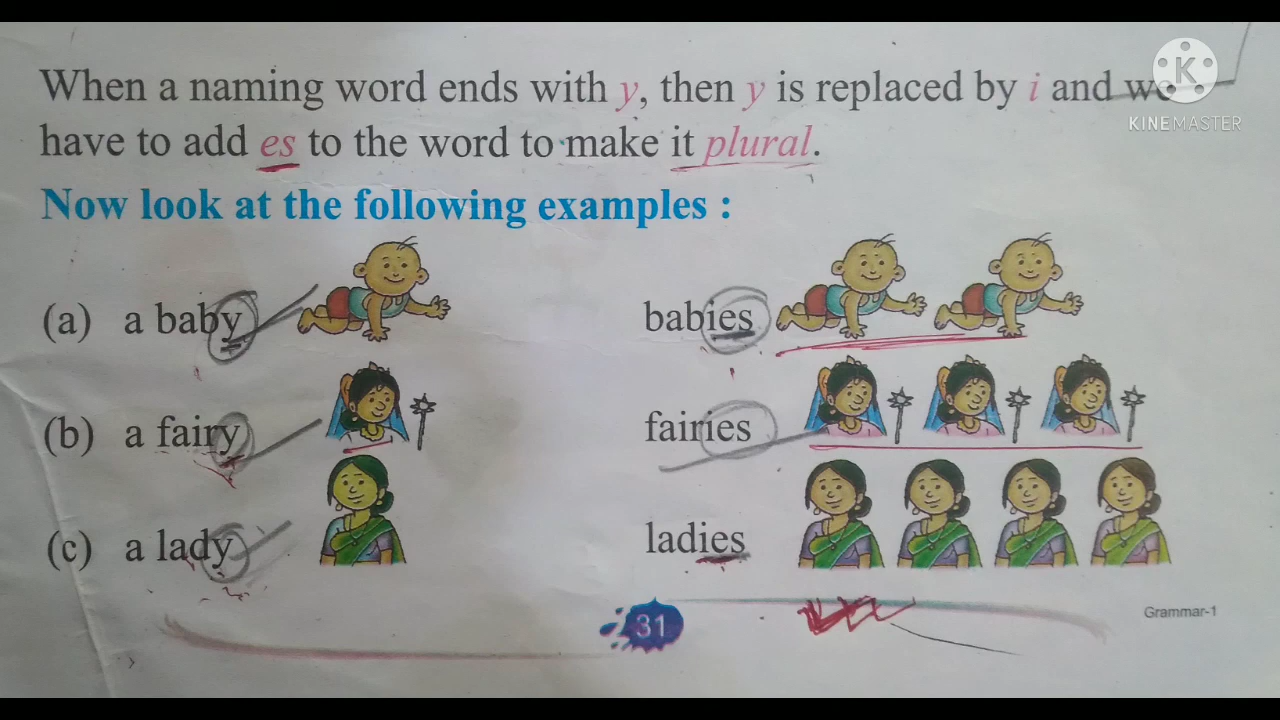 When a naming word ends with y, then y is replaced by i and we
have to add es to the word to make it plural.
Now look at the following examples :
(a) a baby babies
(b) a fairy fairies
(c) a lady ladies
31
Grammar-1
K
KINEMASTER